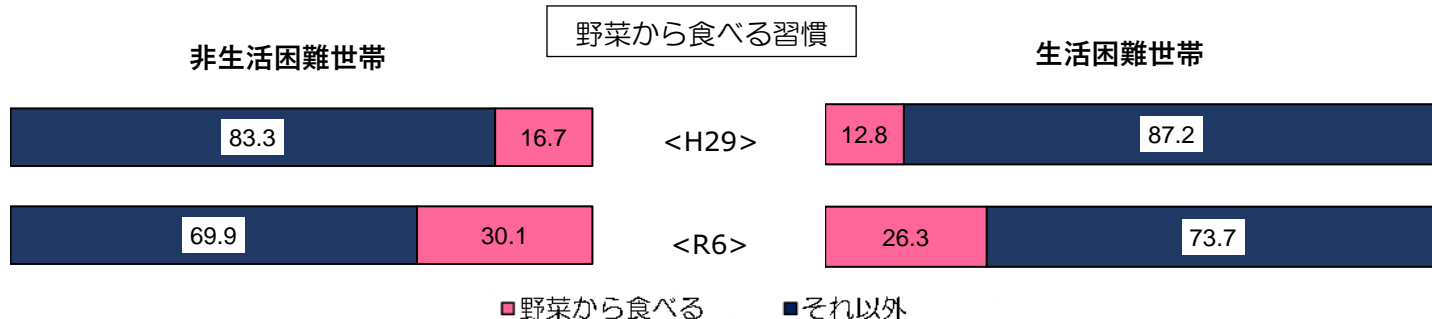 野菜から食べる習慣
非生活困難世帯
生活困難世帯
83.3 16.7 <H29> 12.8 87.2
69.9 30.1 <R6> 26.3 73.7
野菜から食べる それ以外